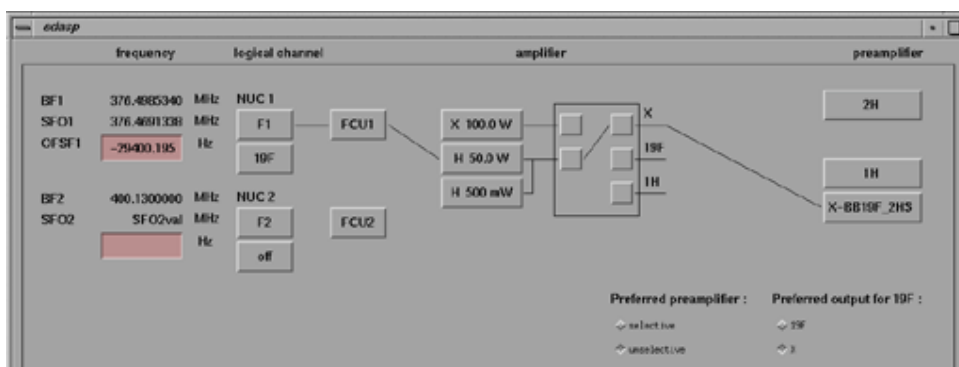 edasp
frequency logical channel amplifier preamplifier
BF1 376.4985340 MHz NUC 1
SFO1 376.4691338 MHz F1 FCU1 X 100.0 W X 2H
OFSF1 -29400.195 Hz 19F H 50.0 W 19F 1H
BF2 400.1300000 MHz NUC 2 H 500 mW 1H X-BB19F_2HS
SFO2 SFO2val MHz F2 FCU2
Hz off
Preferred preamplifier : Preferred output for 19F :
selective 19F
unselective